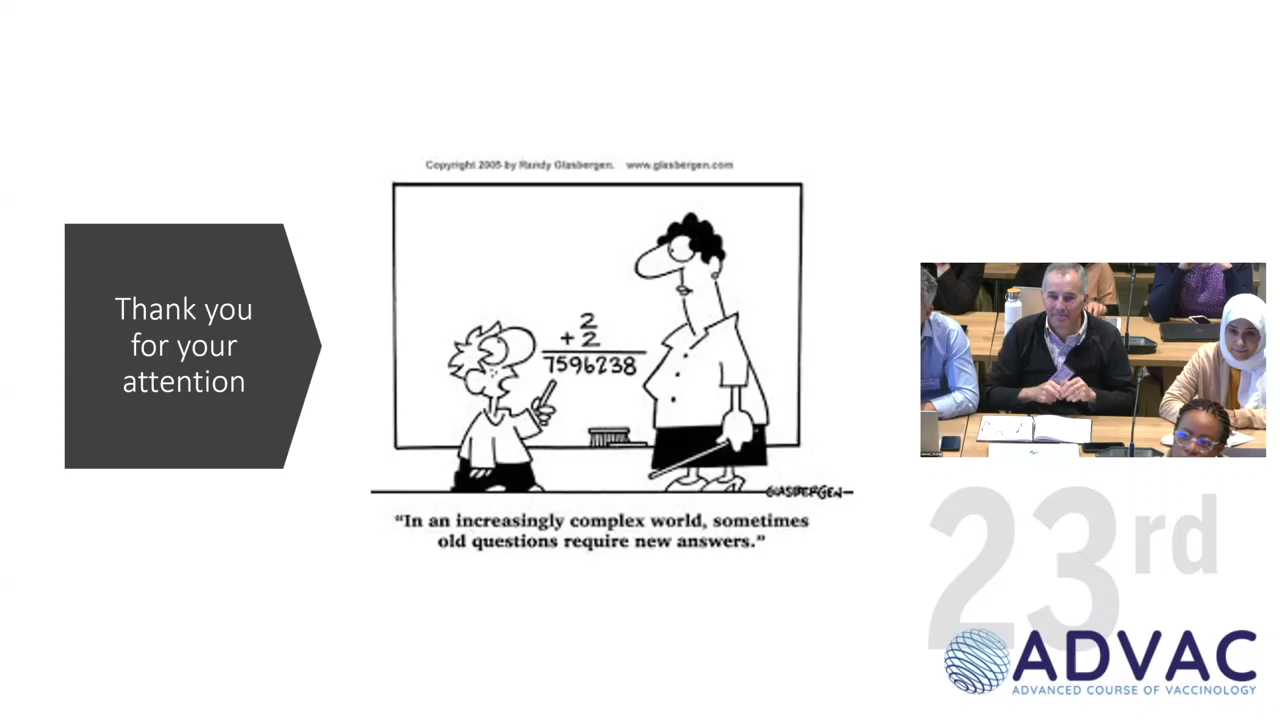 Copyright 2005 by Randy Glasbergen. www.glasbergen.com
Thank you
for your
attention
2
+ 2
7596238
GLASBERGEN
“In an increasingly complex world, sometimes
old questions require new answers.”
23rd
ADVAC
ADVANCED COURSE OF VACCINOLOGY